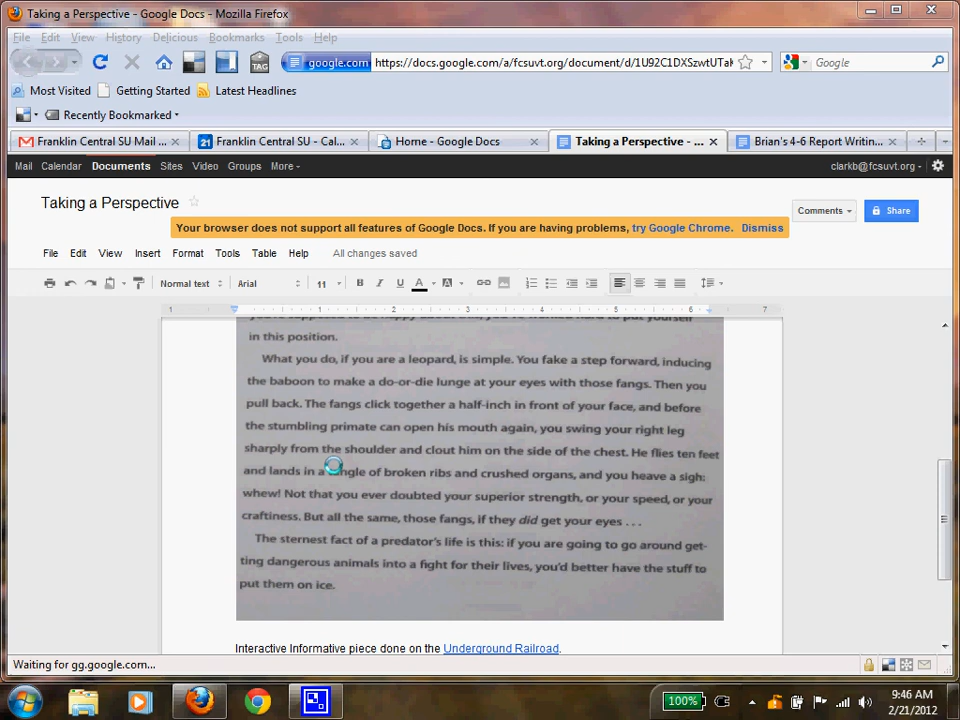 Taking a Perspective - Google Docs - Mozilla Firefox
File Edit View History Delicious Bookmarks Tools Help
google.com https://docs.google.com/a/fcsuvt.org/document/d/1U92C1DXSzwtUTal Google
Most Visited Getting Started Latest Headlines
Recently Bookmarked
Franklin Central SU Mail ... 21 Franklin Central SU - Cal... Home - Google Docs Taking a Perspective - ... Brian's 4-6 Report Writin...
Mail Calendar Documents Sites Video Groups More clarkb@fcsuvt.org
Taking a Perspective
Comments Share
Your browser does not support all features of Google Docs. If you are having problems, try Google Chrome. Dismiss
File Edit View Insert Format Tools Table Help All changes saved
Normal text Arial 11 B I U A A
1 1 2 3 4 5 6 7
in this position.
What you do, if you are a leopard, is simple. You fake a step forward, inducing
the baboon to make a do-or-die lunge at your eyes with those fangs. Then you
pull back. The fangs click together a half-inch in front of your face, and before
the stumbling primate can open his mouth again, you swing your right leg
sharply from the shoulder and clout him on the side of the chest. He flies ten feet
and lands in a of broken ribs and crushed organs, and you heave a sigh:
whew! Not that you ever doubted your superior strength, or your speed, or your
craftiness. But all the same, those fangs, if they did get your eyes . . .
The sternest fact of a predator's life is this: if you are going to go around get-
ting dangerous animals into a fight for their lives, you'd better have the stuff to
put them on ice.
Interactive Informative piece done on the Underground Railroad.
Waiting for gg.google.com...
100% 9:46 AM
2/21/2012